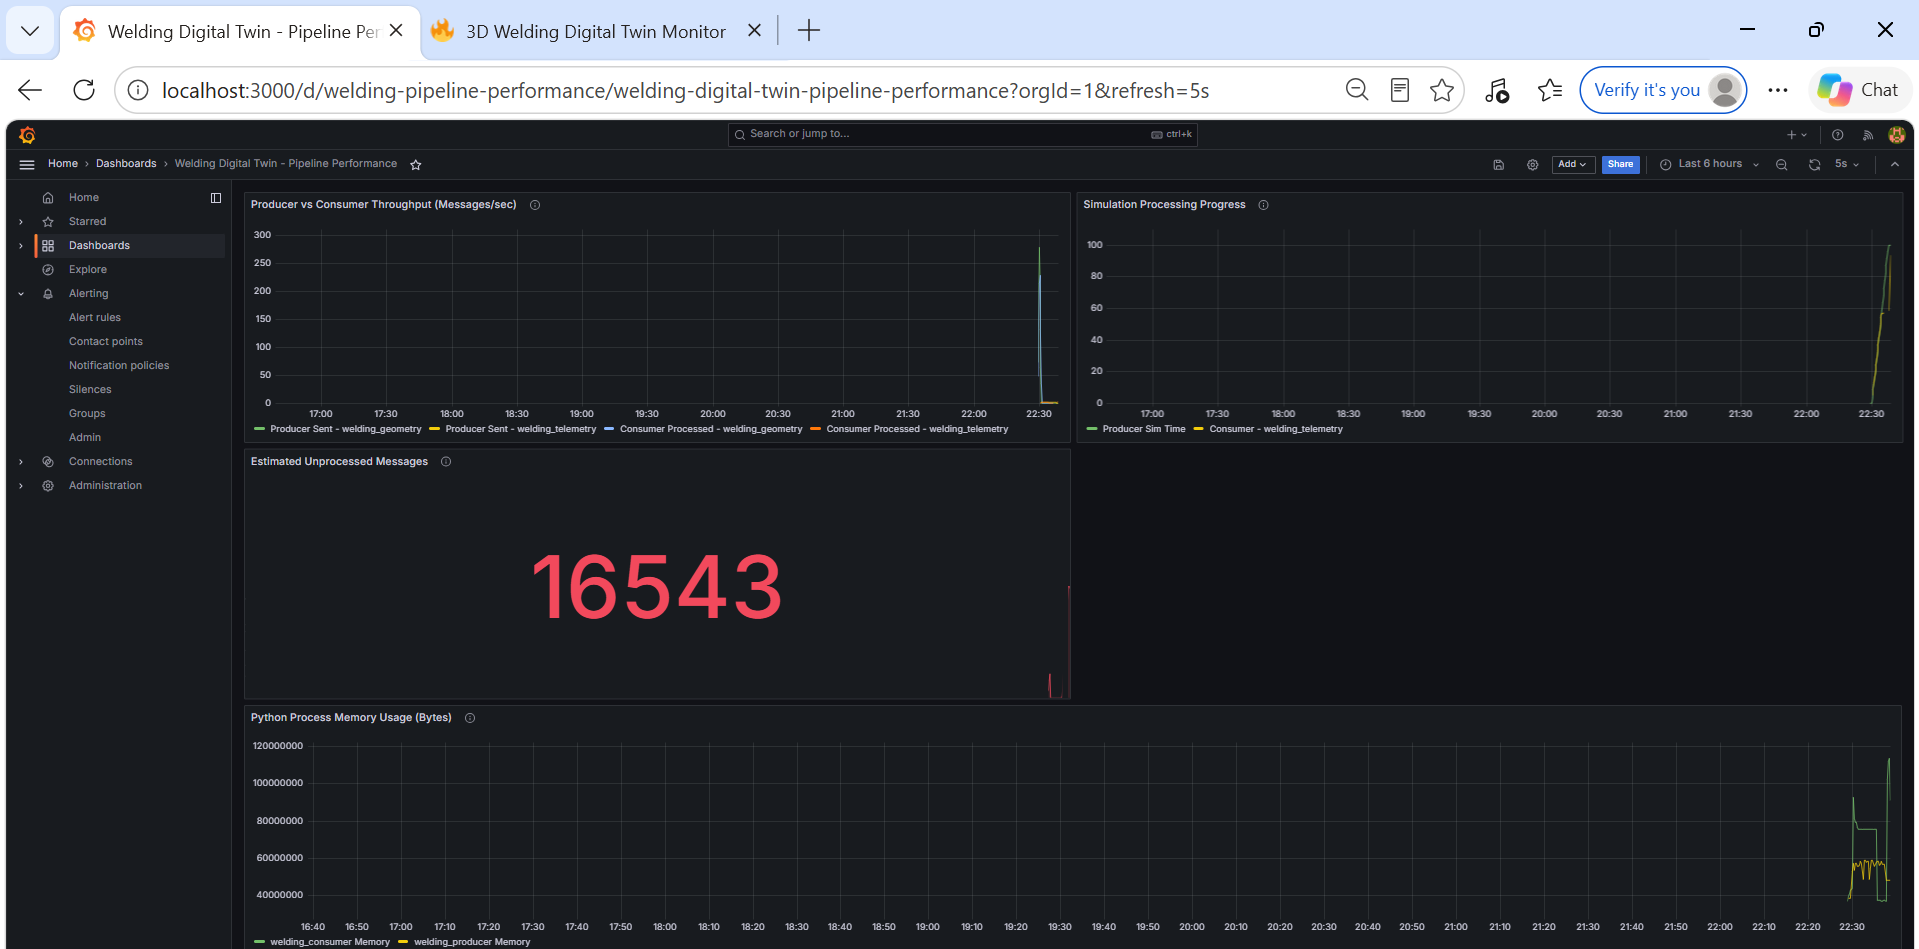 Welding Digital Twin - Pipeline Per
3D Welding Digital Twin Monitor
localhost:3000/d/welding-pipeline-performance/welding-digital-twin-pipeline-performance?orgId=1&refresh=5s
Verify it's you
Chat
Search or jump to...
ctrl+k
Home › Dashboards › Welding Digital Twin - Pipeline Performance
Add
Share
Last 6 hours
5s
Home
Starred
Dashboards
Explore
Alerting
Alert rules
Contact points
Notification policies
Silences
Groups
Admin
Connections
Administration
Producer vs Consumer Throughput (Messages/sec)
300
250
200
150
100
50
0
17:00 17:30 18:00 18:30 19:00 19:30 20:00 20:30 21:00 21:30 22:00 22:30
Producer Sent - welding_geometry Producer Sent - welding_telemetry Consumer Processed - welding_geometry Consumer Processed - welding_telemetry
Simulation Processing Progress
100
80
60
40
20
0
17:00 17:30 18:00 18:30 19:00 19:30 20:00 20:30 21:00 21:30 22:00 22:30
Producer Sim Time Consumer - welding_telemetry
Estimated Unprocessed Messages
16543
Python Process Memory Usage (Bytes)
120000000
100000000
80000000
60000000
40000000
16:40 16:50 17:00 17:10 17:20 17:30 17:40 17:50 18:00 18:10 18:20 18:30 18:40 18:50 19:00 19:10 19:20 19:30 19:40 19:50 20:00 20:10 20:20 20:30 20:40 20:50 21:00 21:10 21:20 21:30 21:40 21:50 22:00 22:10 22:20 22:30
welding_consumer Memory welding_producer Memory